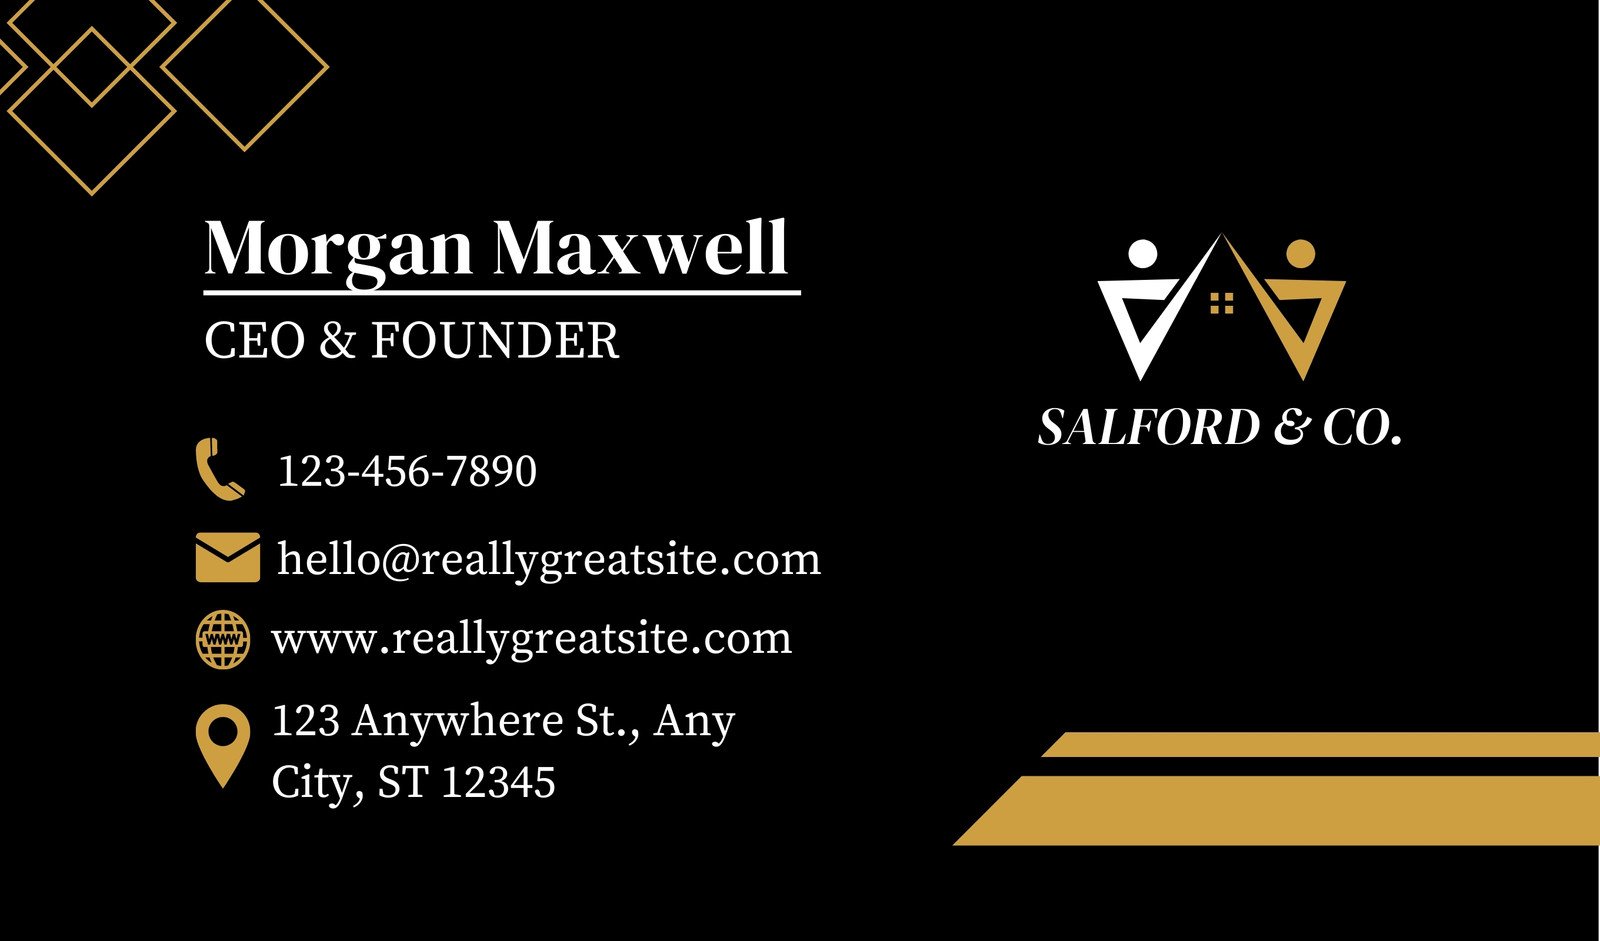 Morgan Maxwell
CEO & FOUNDER
123-456-7890
hello@reallygreatsite.com
www
www.reallygreatsite.com
123 Anywhere St., Any
City, ST 12345
SALFORD & CO.